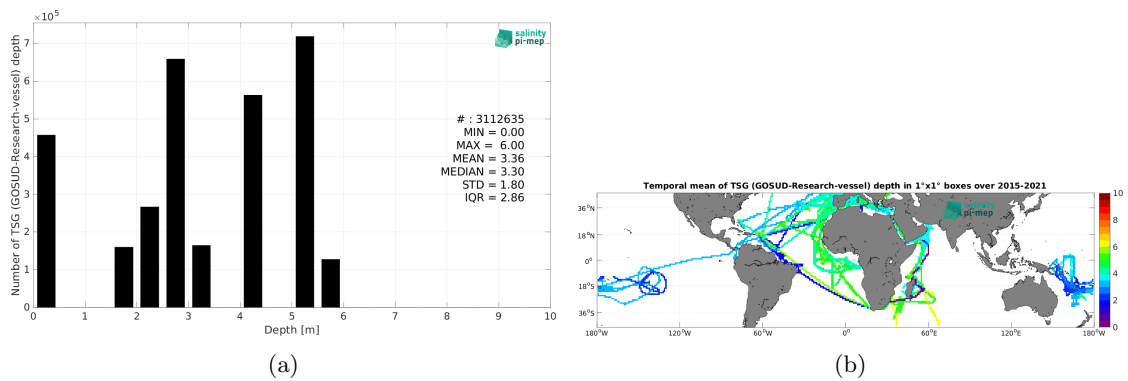 ×10⁵
salinity
pi-mep
Number of TSG (GOSUD-Research-vessel) depth
7
6
5
4
3
2
1
0
# : 3112635
MIN = 0.00
MAX = 6.00
MEAN = 3.36
MEDIAN = 3.30
STD = 1.80
IQR = 2.86
0 1 2 3 4 5 6 7 8 9 10
Depth [m]
(a)
Temporal mean of TSG (GOSUD-Research-vessel) depth in 1°x1° boxes over 2015-2021
salinity
pi-mep
36°N
18°N
0°
18°S
36°S
180°W 120°W 60°W 0° 60°E 120°E 180°W
10
8
6
4
2
0
(b)